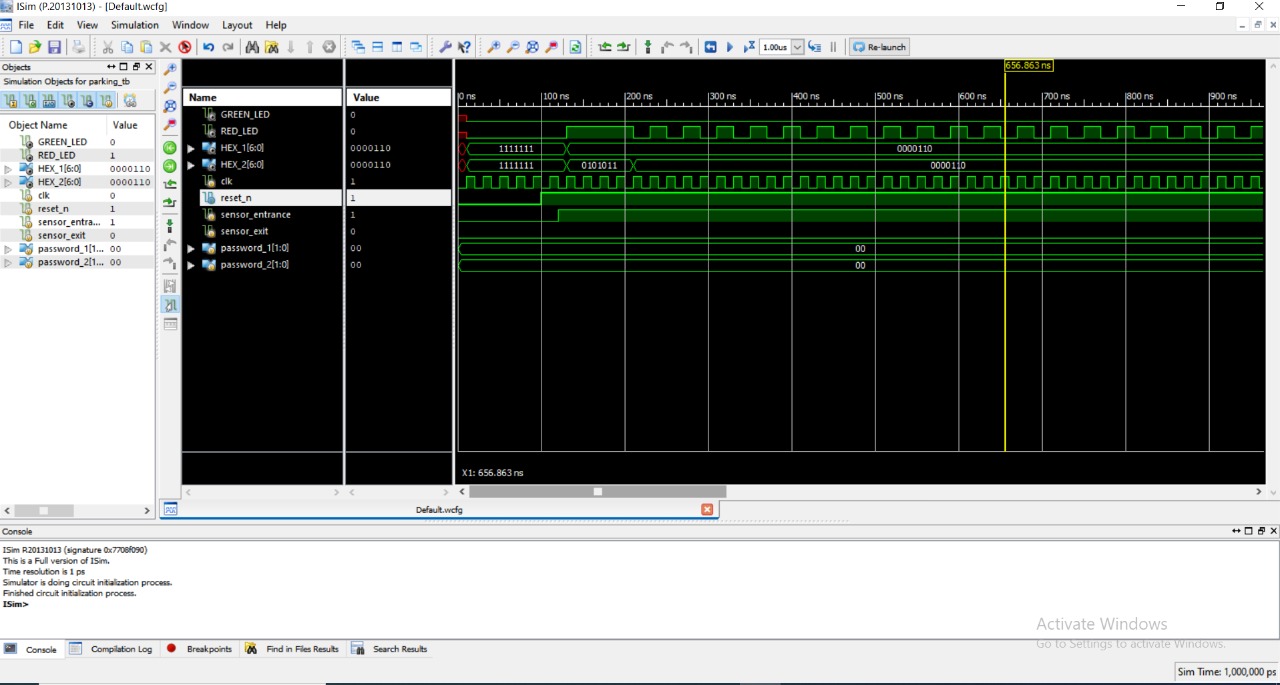 ISim (P.20131013) - [Default.wcfg]
File Edit View Simulation Window Layout Help
1.00us Re-launch
Objects
Simulation Objects for parking_tb
Object Name Value
GREEN_LED 0
RED_LED 1
HEX_1[6:0] 0000110
HEX_2[6:0] 0000110
clk 0
reset_n 1
sensor_entra... 1
sensor_exit 0
password_1[1... 00
password_2[1... 00
656.863 ns
Name Value
0 ns 100 ns 200 ns 300 ns 400 ns 500 ns 600 ns 700 ns 800 ns 900 ns
GREEN_LED 0
RED_LED 0
HEX_1[6:0] 0000110 1111111 0000110
HEX_2[6:0] 0000110 1111111 0101011 0000110
clk 1
reset_n 1
sensor_entrance 1
sensor_exit 0
password_1[1:0] 00 00
password_2[1:0] 00 00
X1: 656.863 ns
Default.wcfg
Console
ISim P.20131013 (signature 0x7708f090)
This is a Full version of ISim.
Time resolution is 1 ps
Simulator is doing circuit initialization process.
Finished circuit initialization process.
ISim>
Activate Windows
Go to Settings to activate Windows.
Console Compilation Log Breakpoints Find in Files Results Search Results
Sim Time: 1,000,000 ps